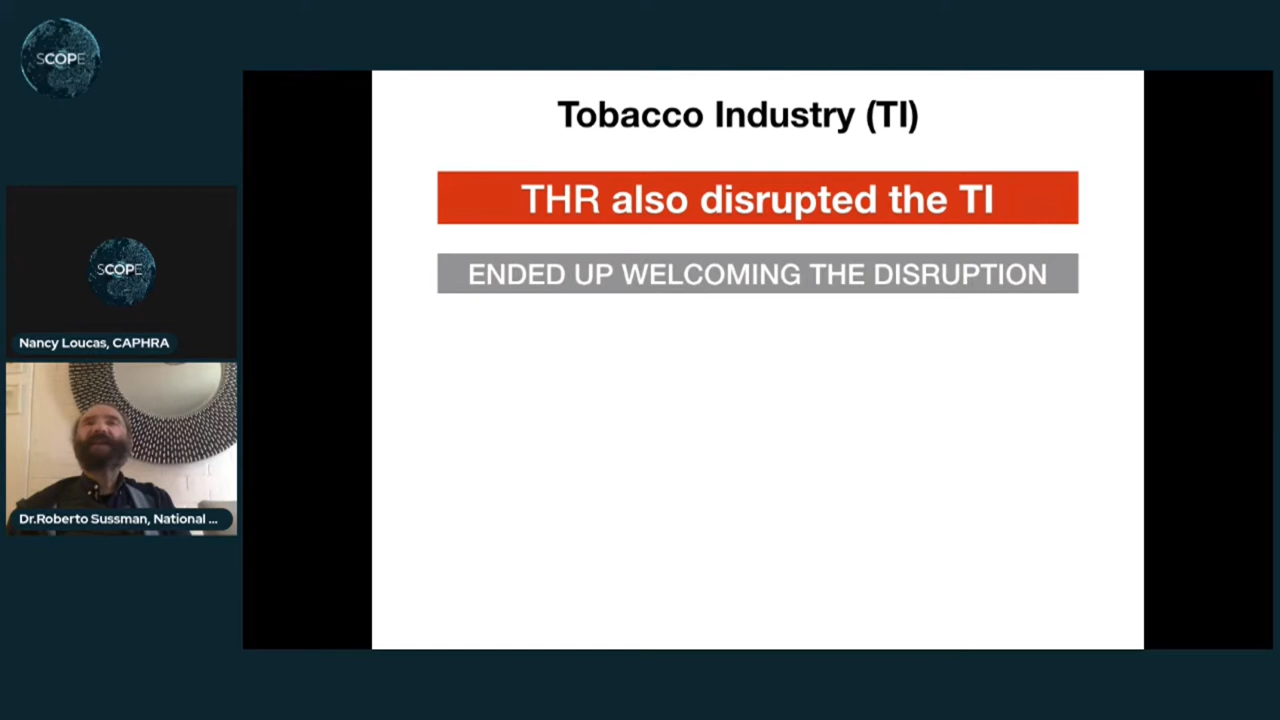 SCOPE
Tobacco Industry (TI)
THR also disrupted the TI
ENDED UP WELCOMING THE DISRUPTION
SCOPE
Nancy Loucas, CAPHRA
Dr.Roberto Sussman, National ...